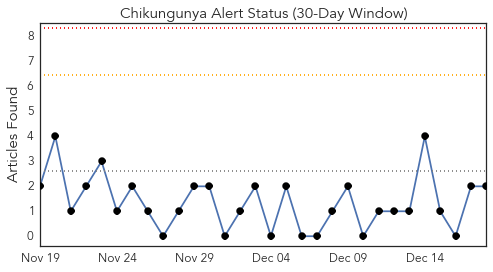 Chikungunya Alert Status (30-Day Window)
Articles Found
8
7
6
5
4
3
2
1
0
Nov 19
Nov 24
Nov 29
Dec 04
Dec 09
Dec 14